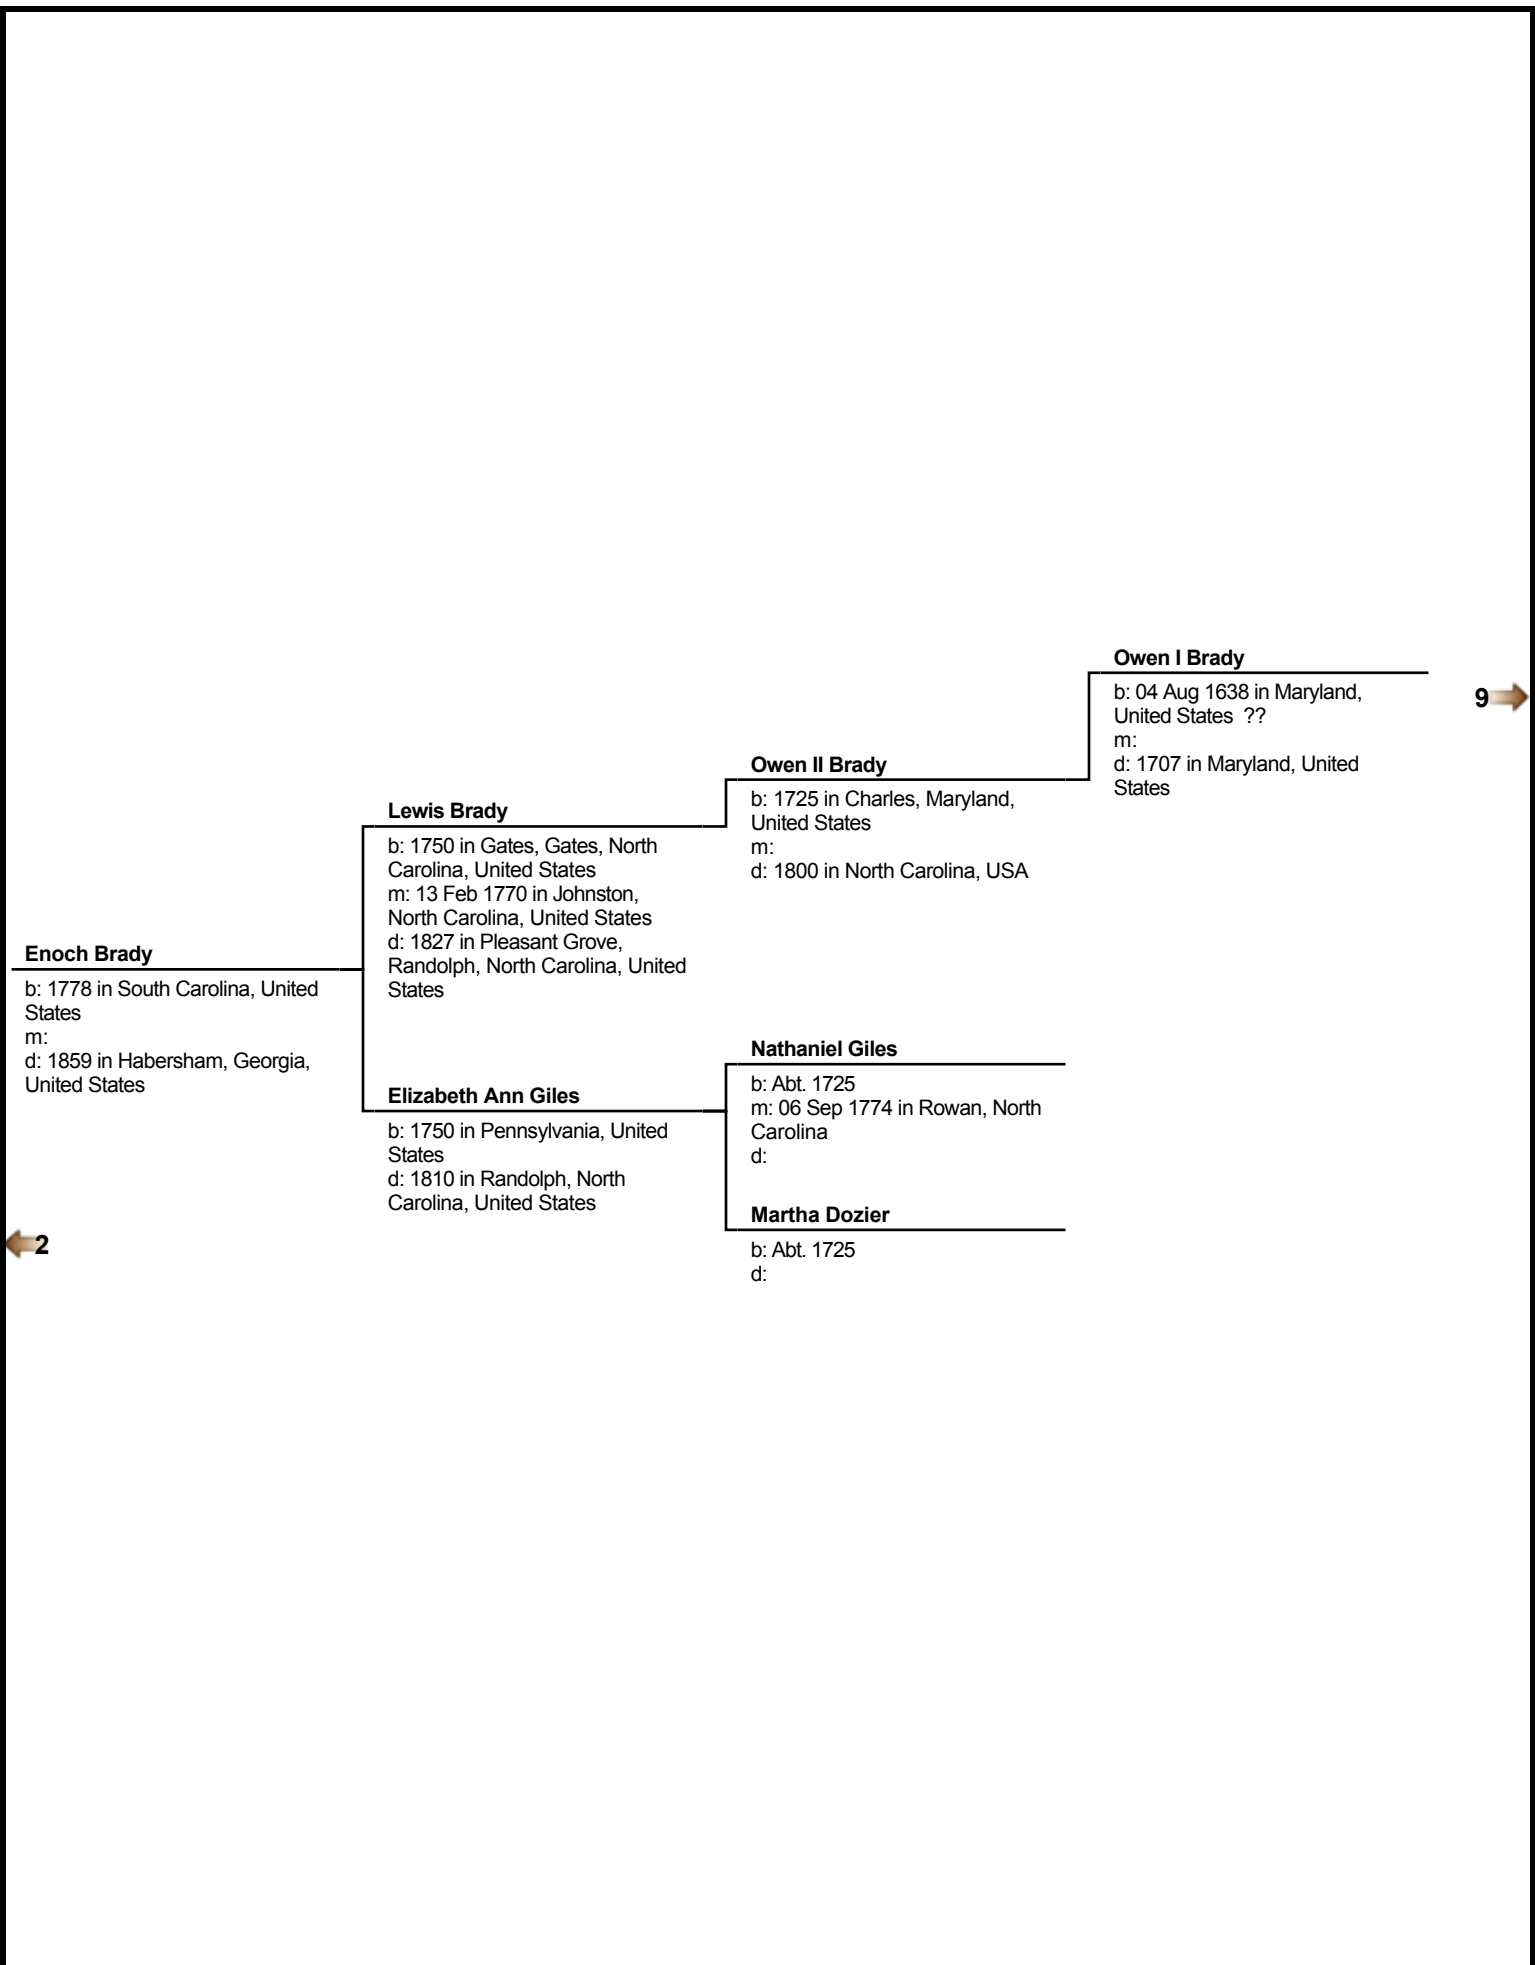 Owen I Brady
b: 04 Aug 1638 in Maryland,
United States ??
m:
d: 1707 in Maryland, United
States
9
Owen II Brady
b: 1725 in Charles, Maryland,
United States
m:
d: 1800 in North Carolina, USA
Lewis Brady
b: 1750 in Gates, Gates, North
Carolina, United States
m: 13 Feb 1770 in Johnston,
North Carolina, United States
d: 1827 in Pleasant Grove,
Randolph, North Carolina, United
States
Enoch Brady
b: 1778 in South Carolina, United
States
m:
d: 1859 in Habersham, Georgia,
United States
Nathaniel Giles
b: Abt. 1725
m: 06 Sep 1774 in Rowan, North
Carolina
d:
Elizabeth Ann Giles
b: 1750 in Pennsylvania, United
States
d: 1810 in Randolph, North
Carolina, United States
Martha Dozier
b: Abt. 1725
d:
2